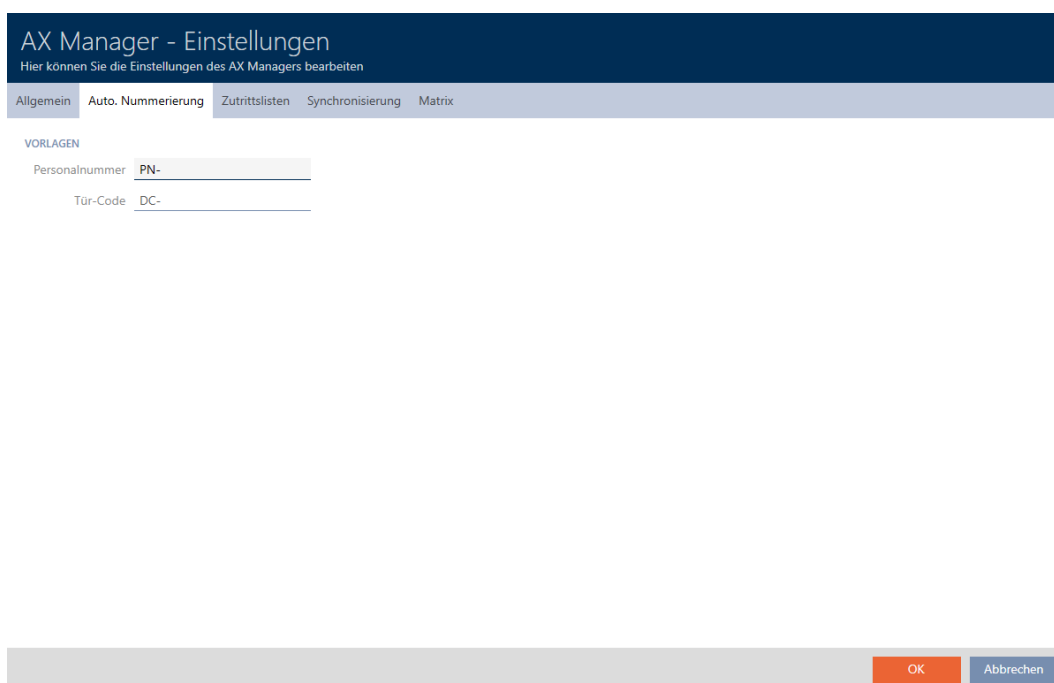 AX Manager - Einstellungen
Hier können Sie die Einstellungen des AX Managers bearbeiten
Allgemein Auto. Nummerierung Zutrittslisten Synchronisierung Matrix
VORLAGEN
Personalnummer PN-
Tür-Code DC-
OK Abbrechen